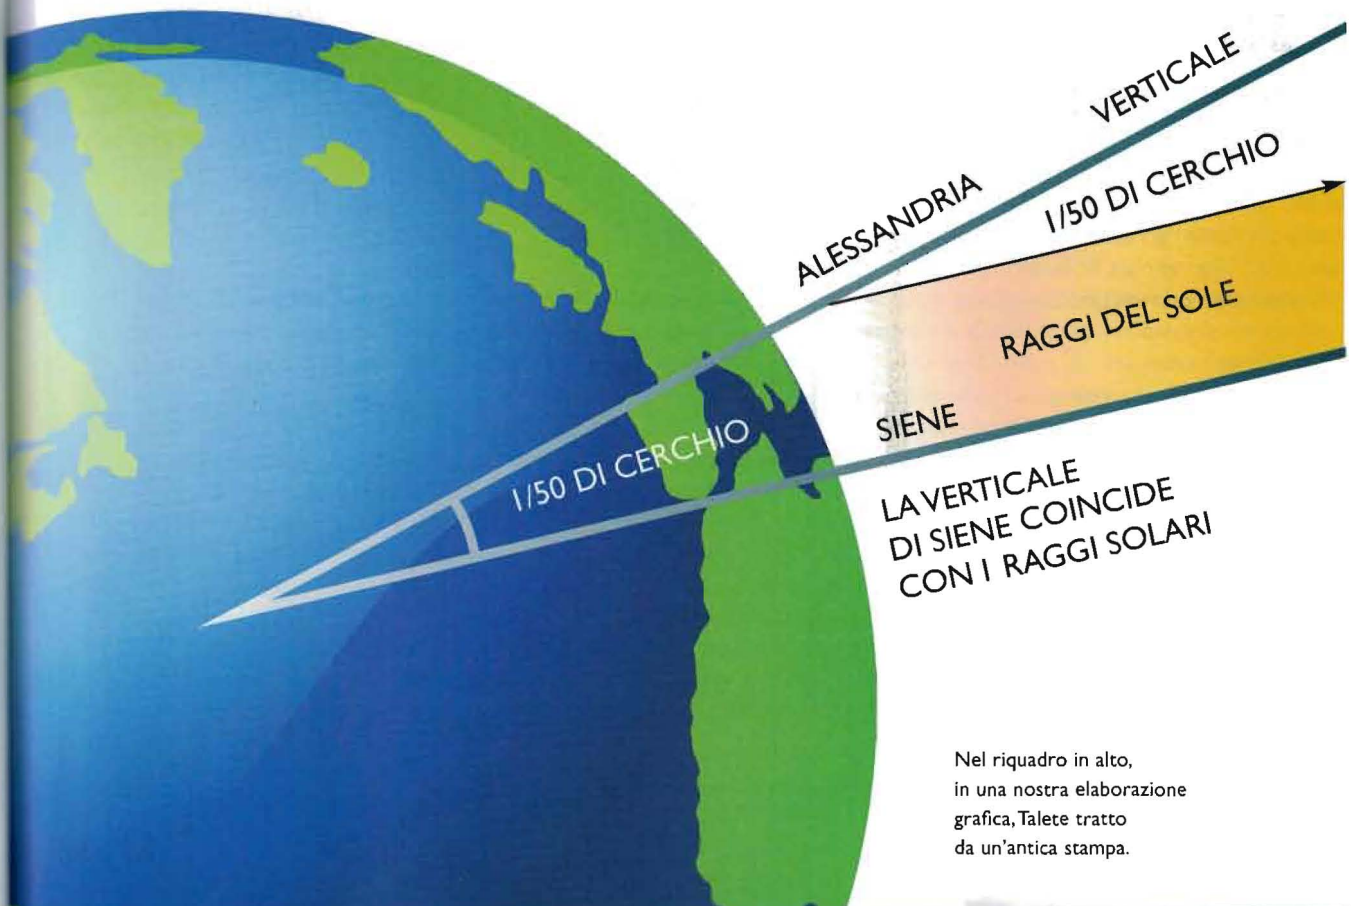 VERTICALE
1/50 DI CERCHIO
ALESSANDRIA
RAGGI DEL SOLE
SIENE
1/50 DI CERCHIO
LA VERTICALE
DI SIENE COINCIDE
CON I RAGGI SOLARI
Nel riquadro in alto,
in una nostra elaborazione
grafica, Talete tratto
da un'antica stampa.